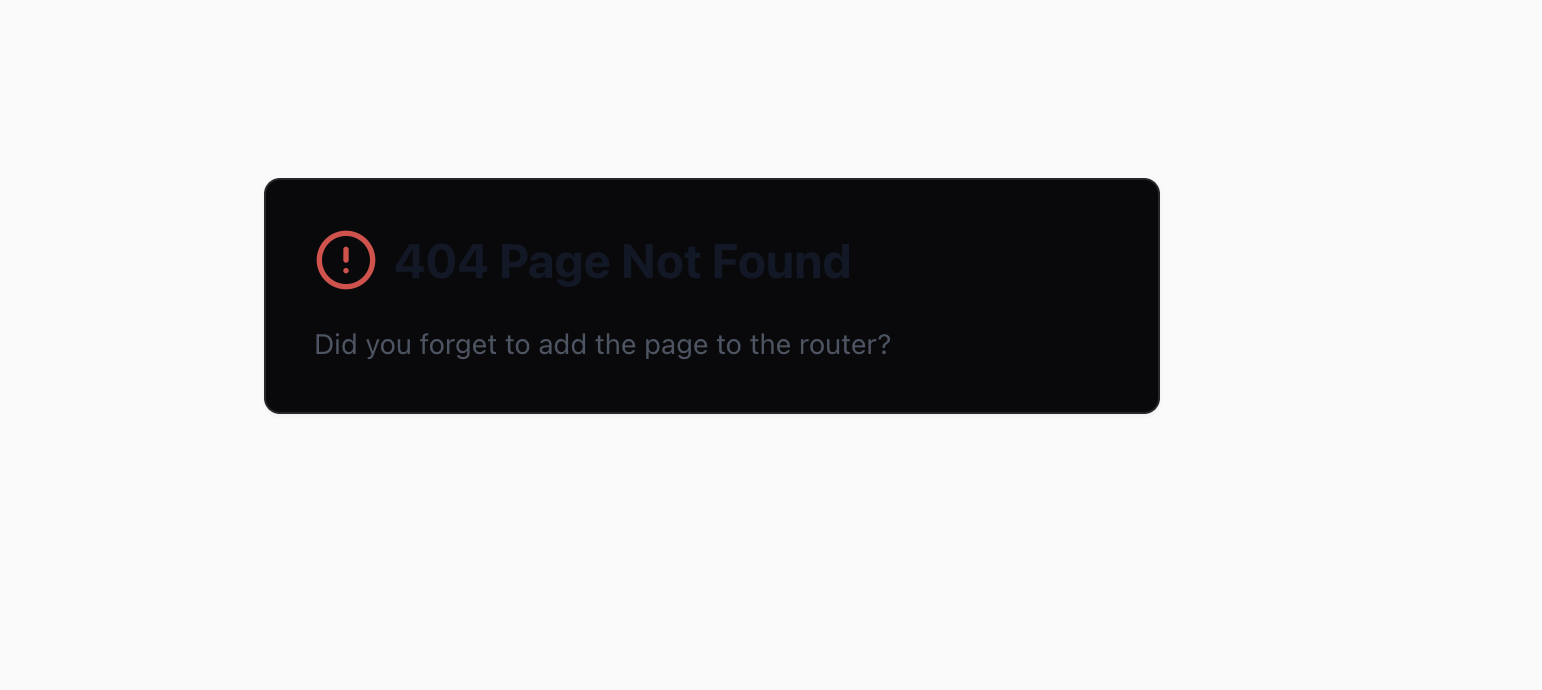 404 Page Not Found
Did you forget to add the page to the router?